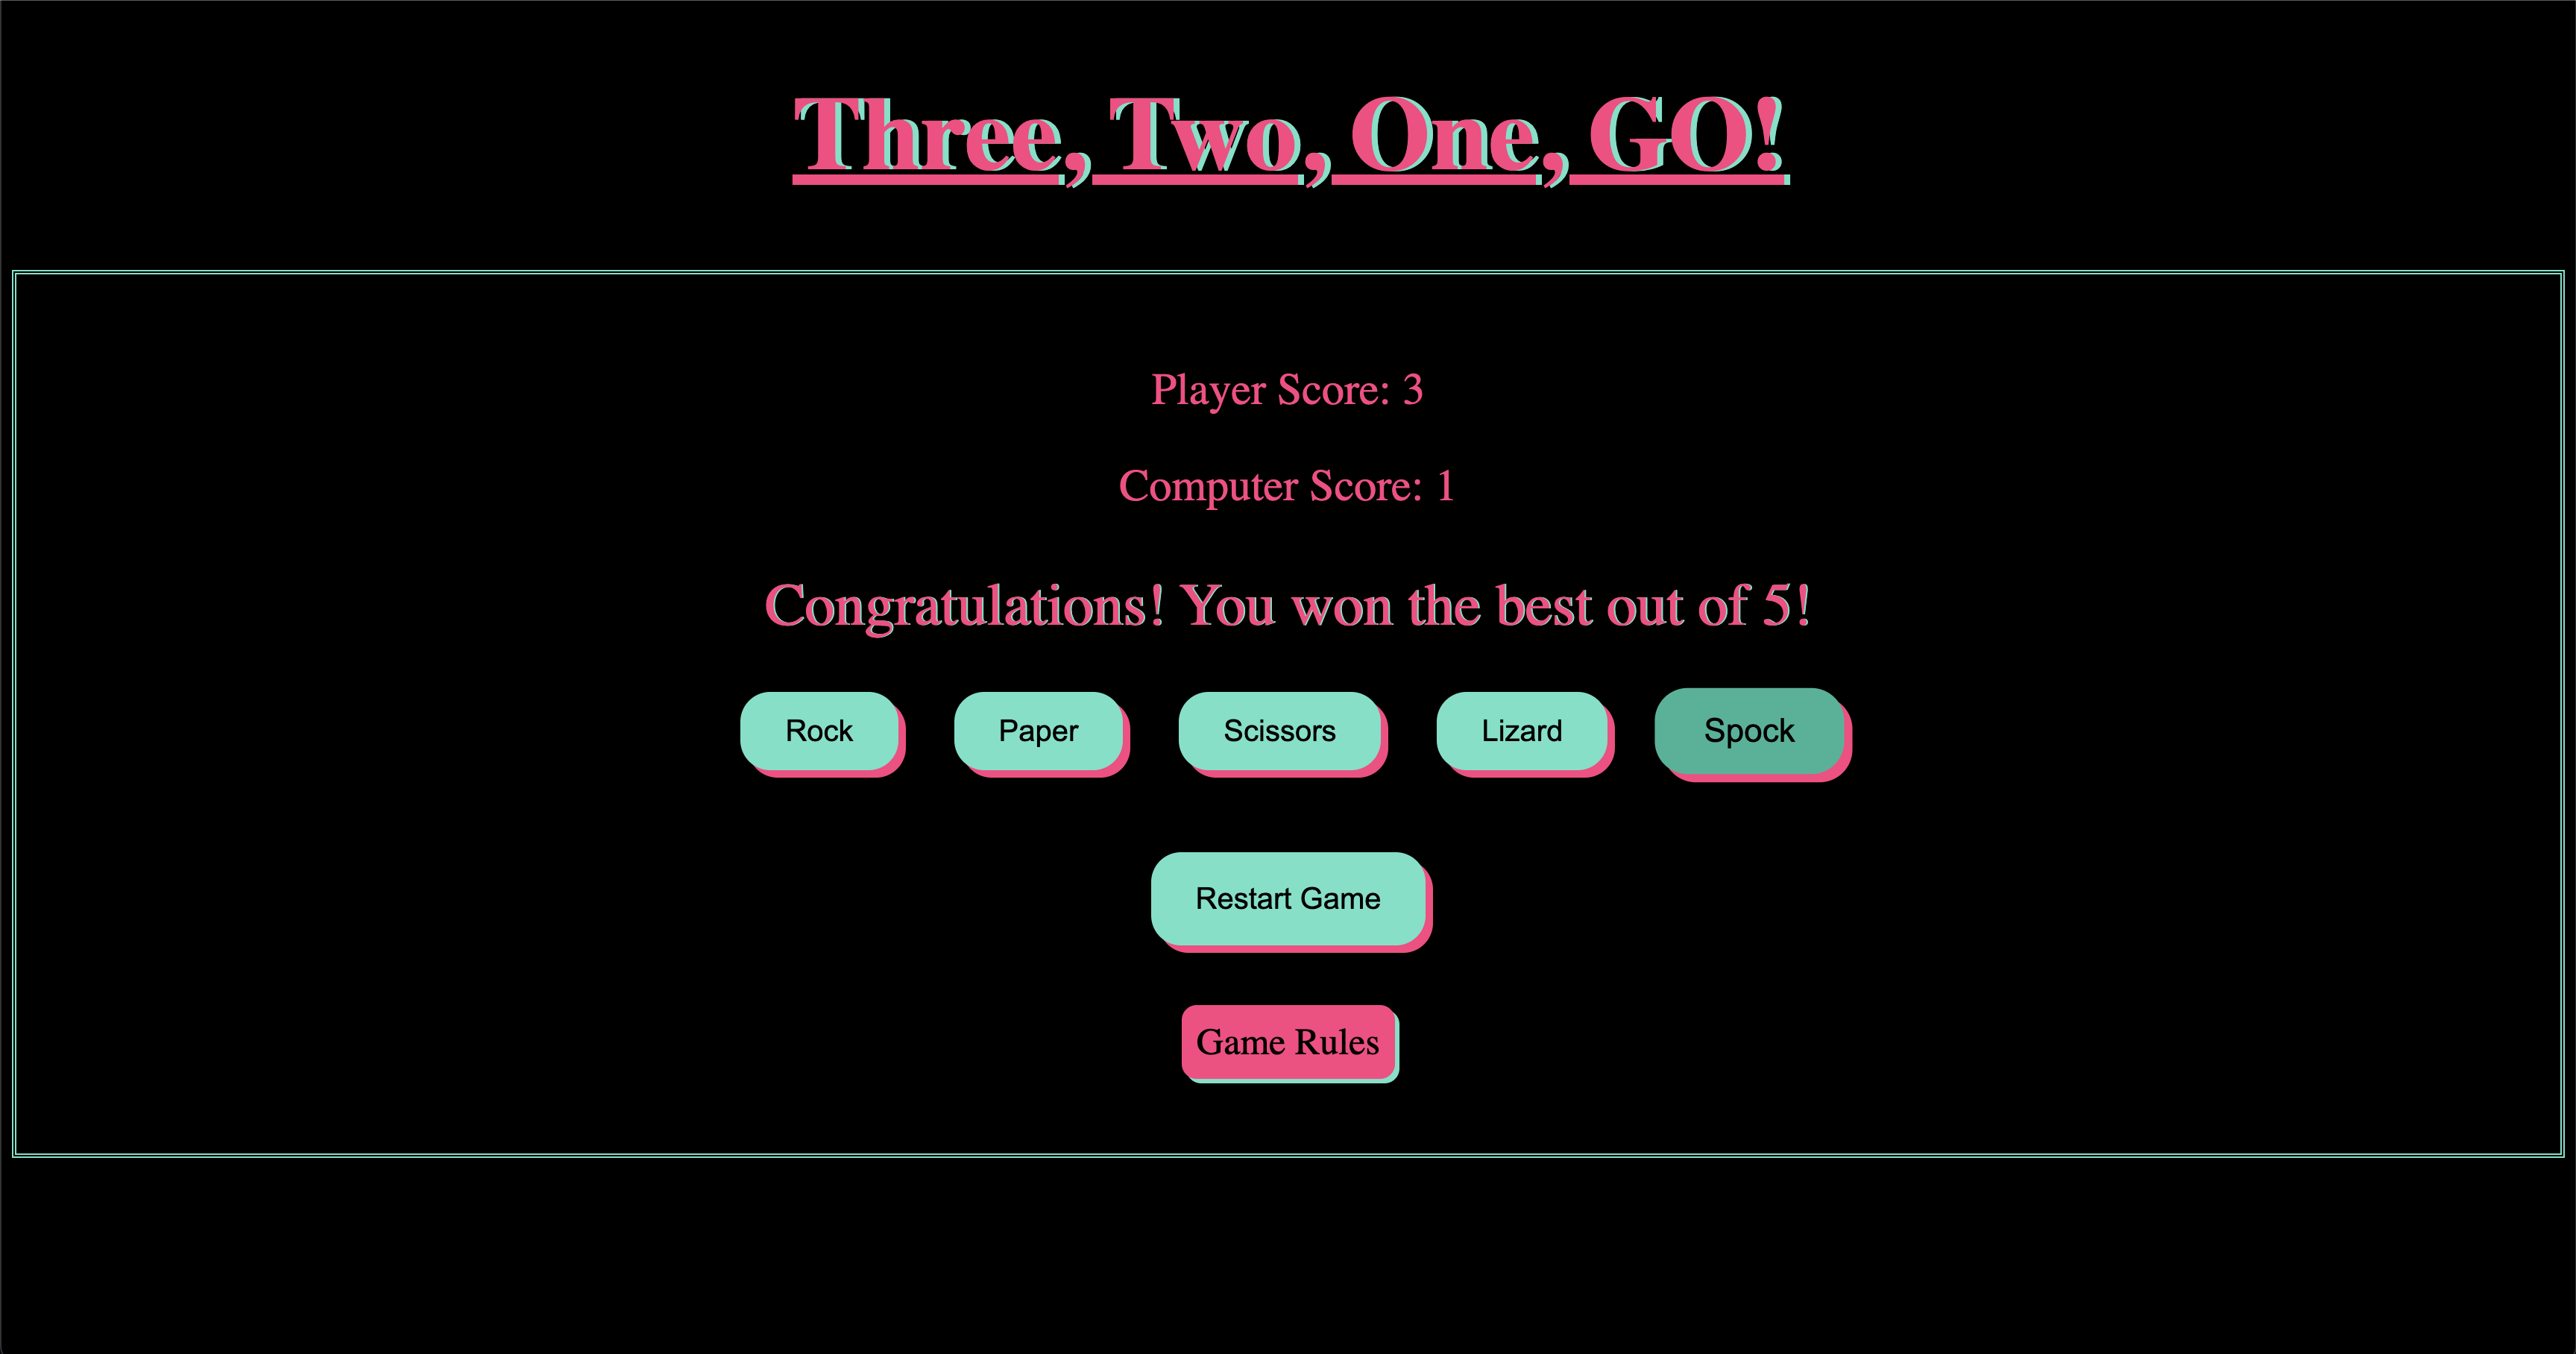 Three, Two, One, GO!
Player Score: 3
Computer Score: 1
Congratulations! You won the best out of 5!
Rock Paper Scissors Lizard Spock
Restart Game
Game Rules